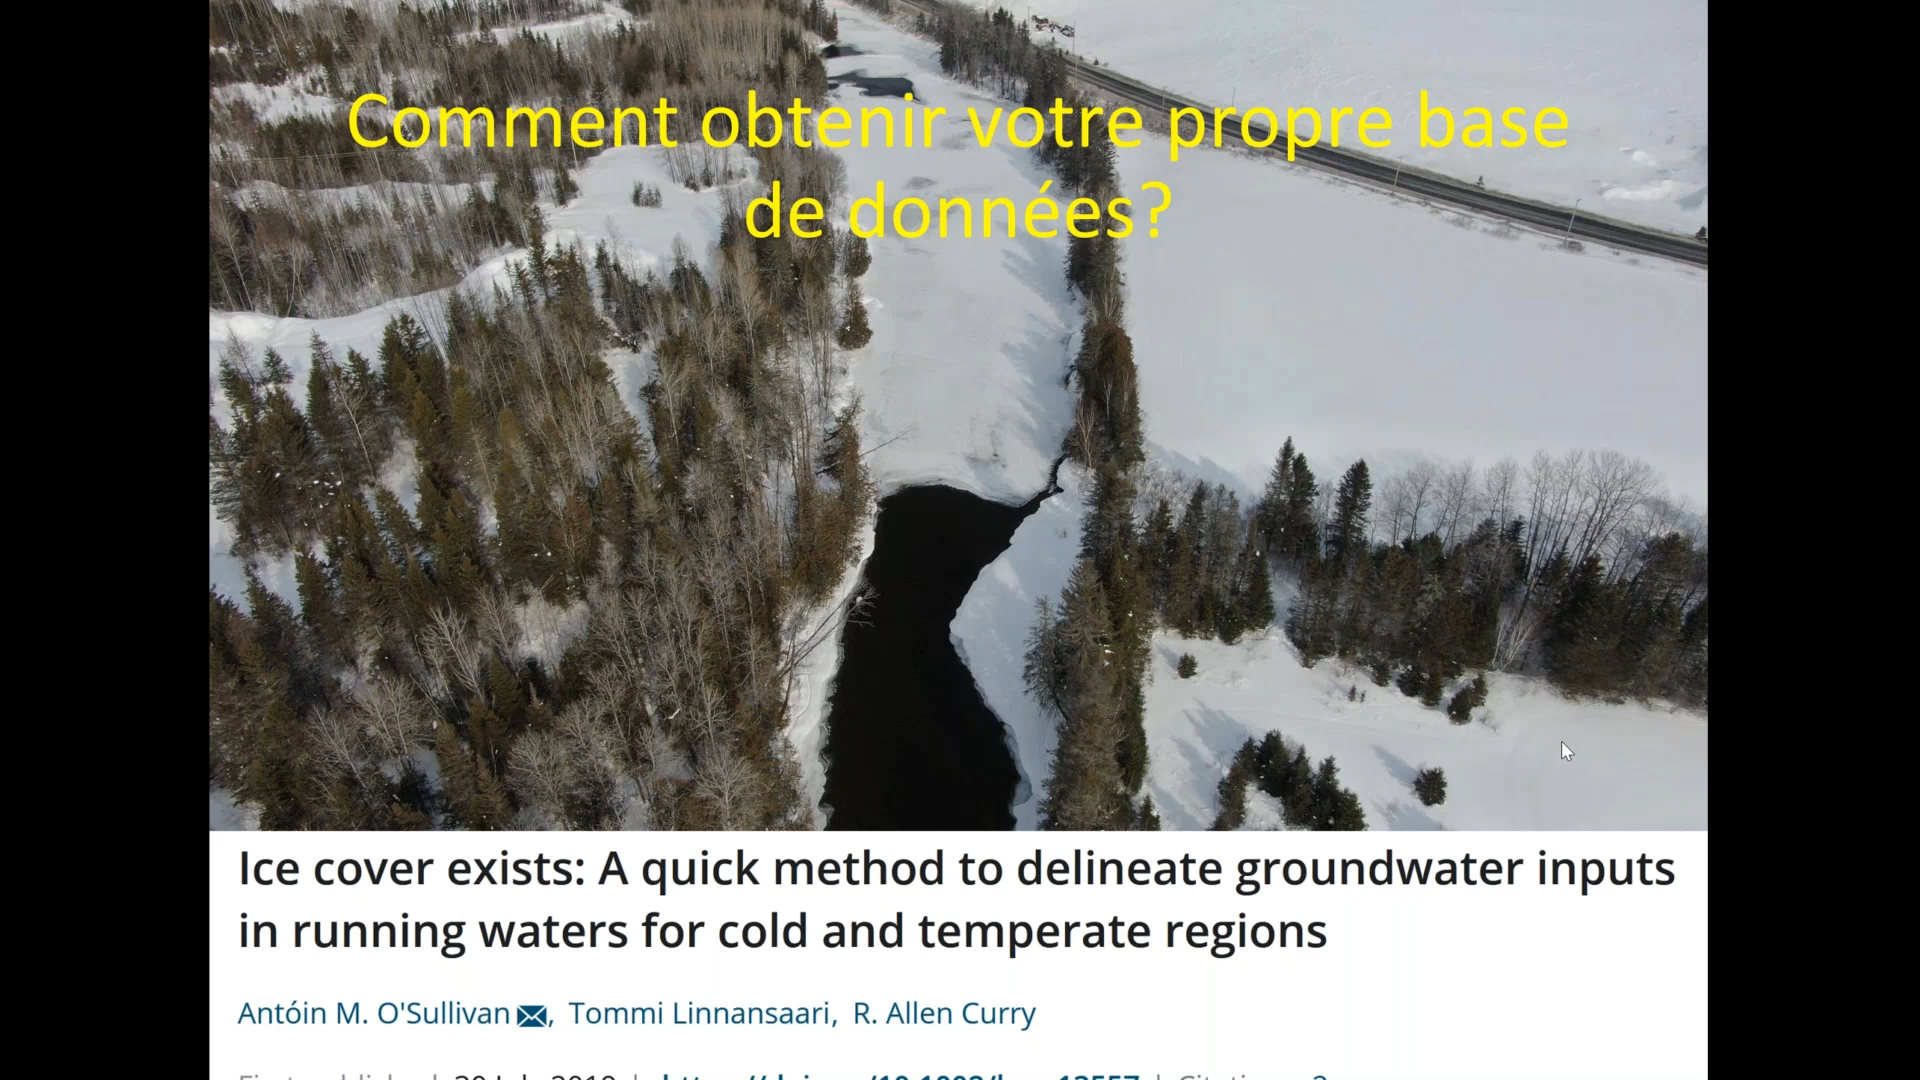 Comment obtenir votre propre base
de données?
Ice cover exists: A quick method to delineate groundwater inputs
in running waters for cold and temperate regions
Antóin M. O'Sullivan, Tommi Linnansaari, R. Allen Curry